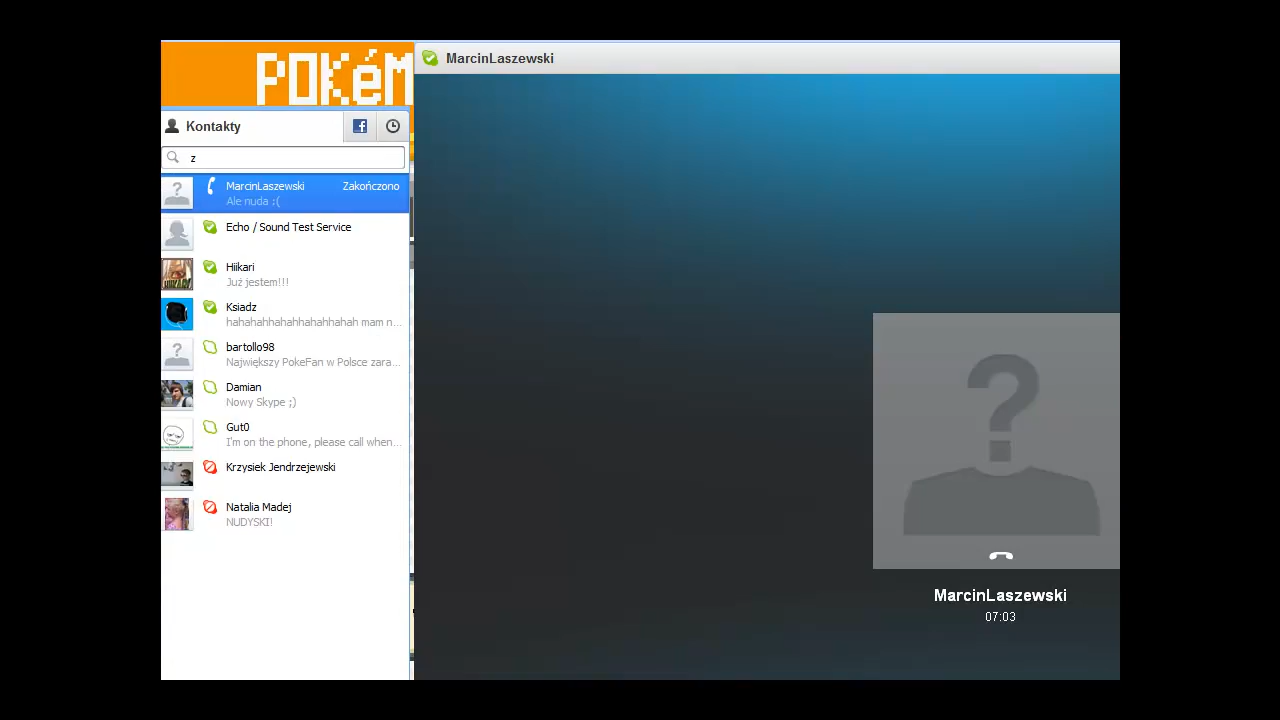 POKéM
MarcinLaszewski
Kontakty
z
MarcinLaszewski Zakończono
Ale nuda :(
Echo / Sound Test Service
Hiikari
Już jestem!!!
Ksiadz
hahahahhahahhahahhahah mam n...
bartollo98
Największy PokeFan w Polsce zara...
Damian
Nowy Skype ;)
Gut0
I'm on the phone, please call when...
Krzysiek Jendrzejewski
Natalia Madej
NUDYSKI!
MarcinLaszewski
07:03